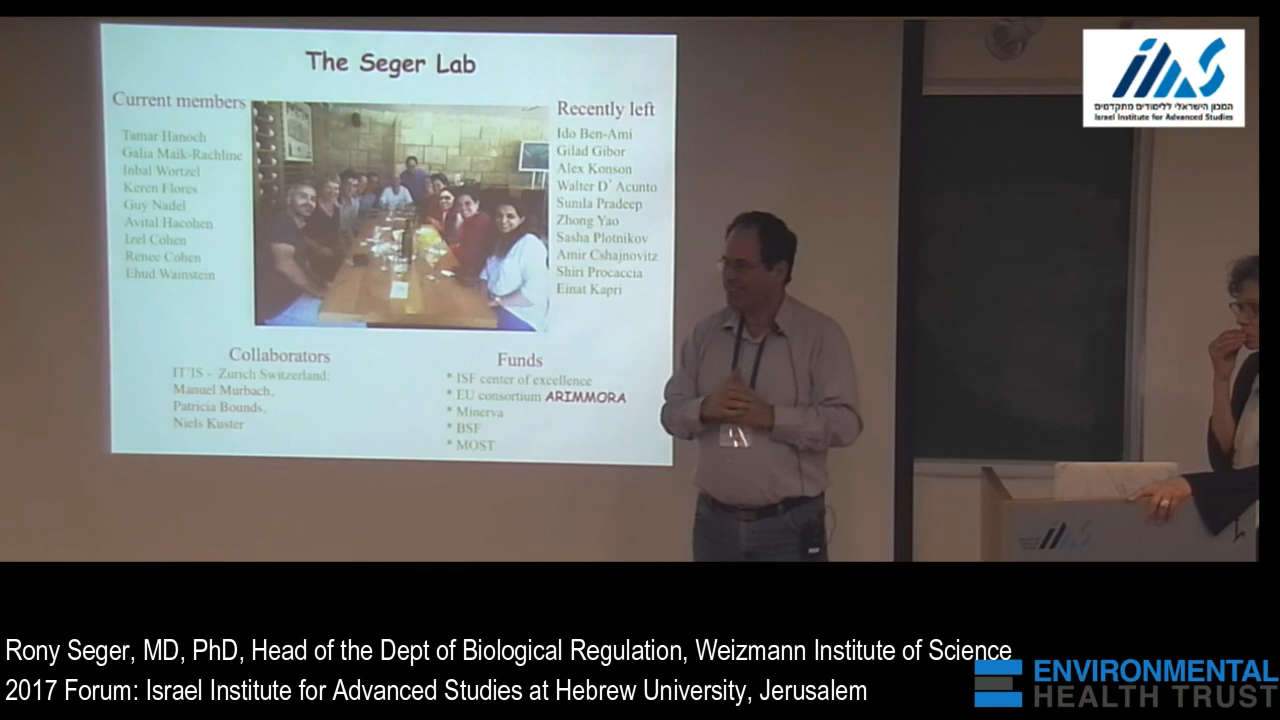 The Seger Lab
Current members
Tamar Hanoch
Galia Maik-Rachline
Inbal Wortzel
Keren Flores
Guy Nadel
Avital Hacohen
Izel Cohen
Renee Cohen
Ehud Wainstein
Recently left
Ido Ben-Ami
Gilad Gibor
Alex Konson
Walter D'Acunto
Sunila Pradeep
Zhong Yao
Sasha Plotnikov
Amir Cshajnovitz
Shiri Procaccia
Einat Kapri
Collaborators
IT'IS - Zurich Switzerland:
Manuel Murbach,
Patricia Bounds,
Niels Kuster
Funds
* ISF center of excellence
* EU consortium ARIMMORA
* Minerva
* BSF
* MOST
המכון הישראלי ללימודים מתקדמים
Israel Institute for Advanced Studies
Rony Seger, MD, PhD, Head of the Dept of Biological Regulation, Weizmann Institute of Science
2017 Forum: Israel Institute for Advanced Studies at Hebrew University, Jerusalem
ENVIRONMENTAL
HEALTH TRUST